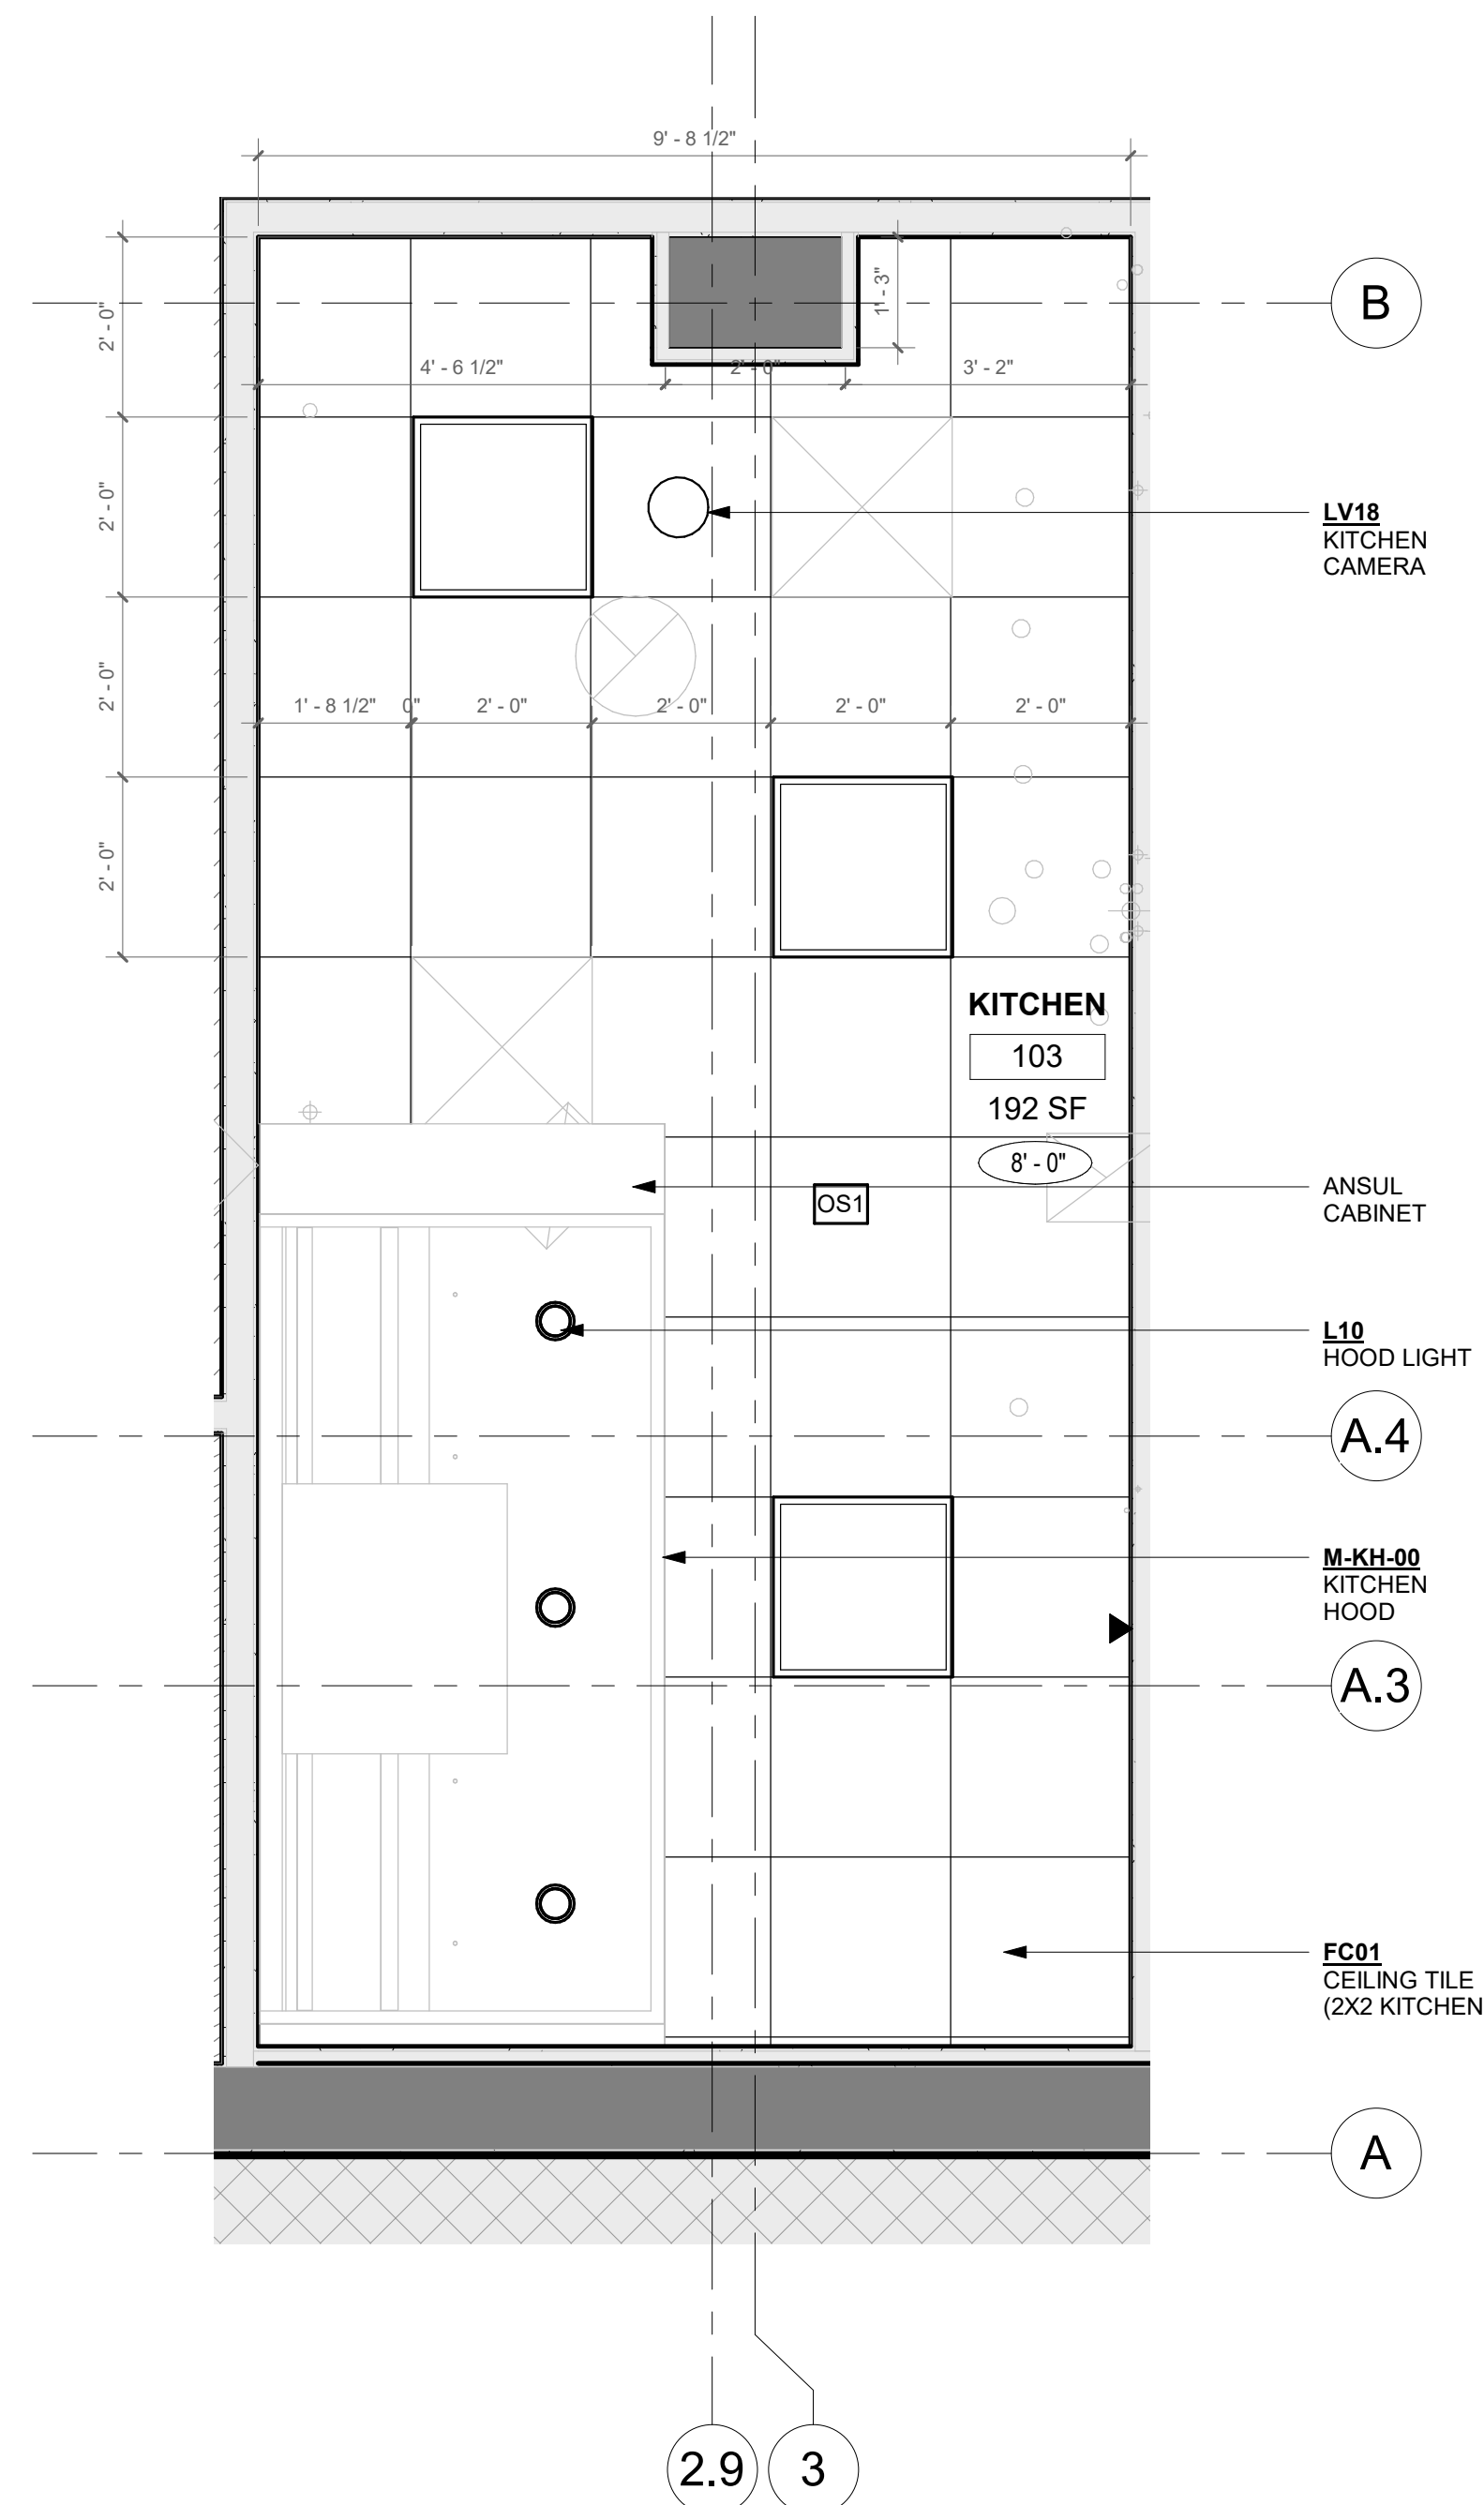 9' - 8 1/2"
2' - 0"
1' - 3"
B
4' - 6 1/2"
2' - 0"
3' - 2"
2' - 0"
LV18
KITCHEN
CAMERA
2' - 0"
1' - 8 1/2"
0"
2' - 0"
2' - 0"
2' - 0"
2' - 0"
2' - 0"
KITCHEN
103
192 SF
8' - 0"
OS1
ANSUL
CABINET
L10
HOOD LIGHT
A.4
M-KH-00
KITCHEN
HOOD
A.3
FC01
CEILING TILE
(2X2 KITCHEN
A
2.9
3